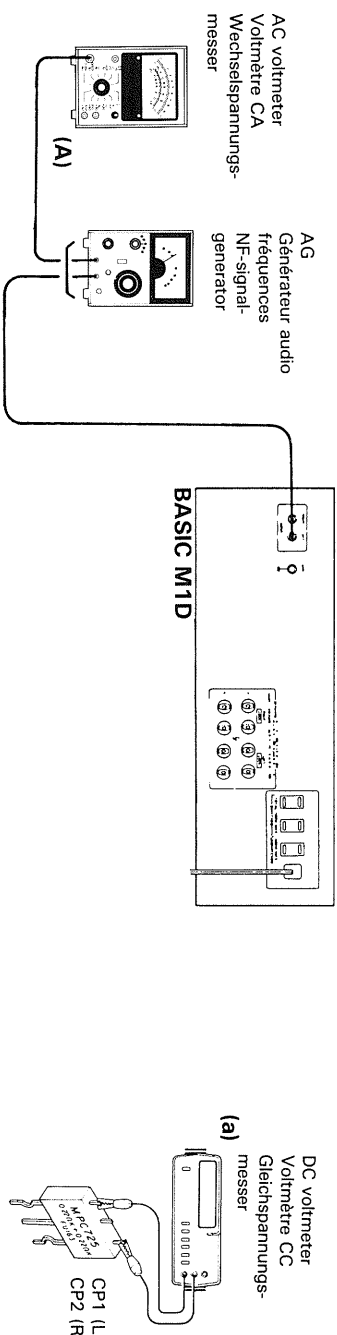 AC voltmeter
Voltmètre CA
Wechselspannungs-
messer
(A)
AG
Générateur audio
fréquences
NF-signal-
generator
BASIC M1D
DC voltmeter
Voltmètre CC
Gleichspannungs-
messer
(a)
MPC725
CP1 (L
CP2 (R